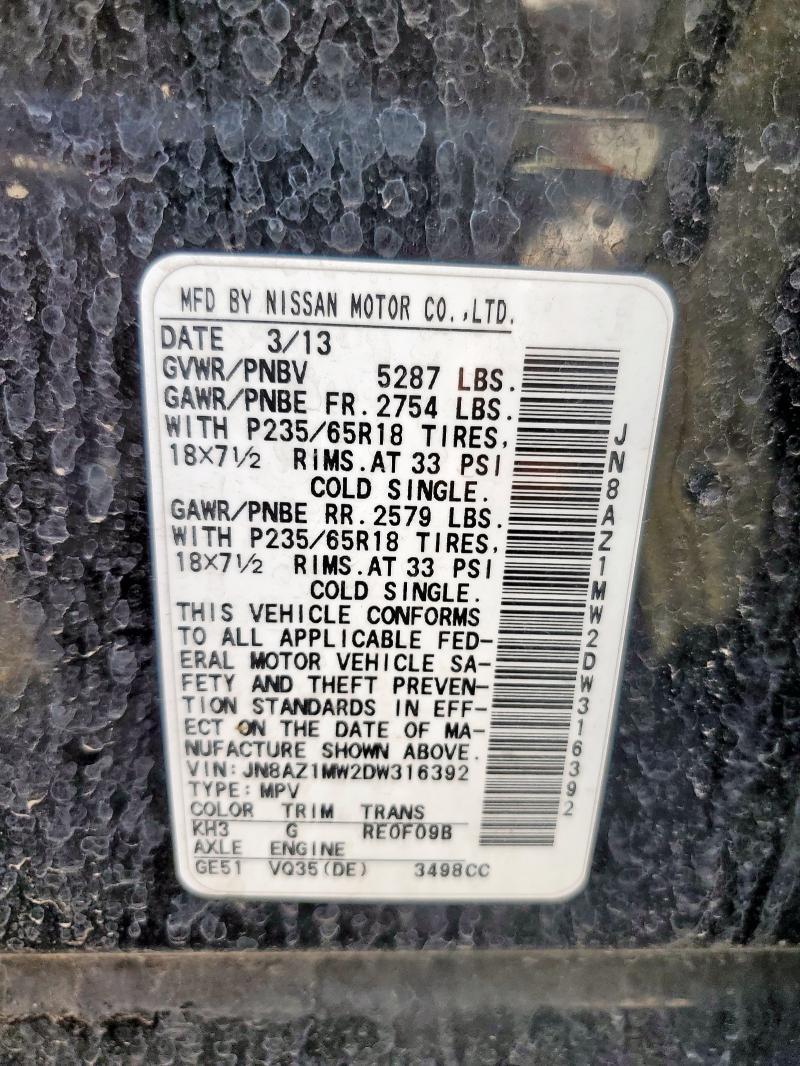 MFD BY NISSAN MOTOR CO.,LTD.
DATE 3/13
GVWR/PNBV 5287 LBS.
GAWR/PNBE FR. 2754 LBS.
WITH P235/65R18 TIRES,
18X7½ RIMS. AT 33 PSI
COLD SINGLE.
GAWR/PNBE RR. 2579 LBS.
WITH P235/65R18 TIRES,
18X7½ RIMS. AT 33 PSI
COLD SINGLE.
THIS VEHICLE CONFORMS
TO ALL APPLICABLE FED-
ERAL MOTOR VEHICLE SA-
FETY AND THEFT PREVEN-
TION STANDARDS IN EFF-
ECT ON THE DATE OF MA-
NUFACTURE SHOWN ABOVE.
VIN: JN8AZ1MW2DW316392
TYPE: MPV
COLOR TRIM TRANS
KH3 G RE0F09B
AXLE ENGINE
GE51 VQ35(DE) 3498CC
JN8AZ1MW2DW316392